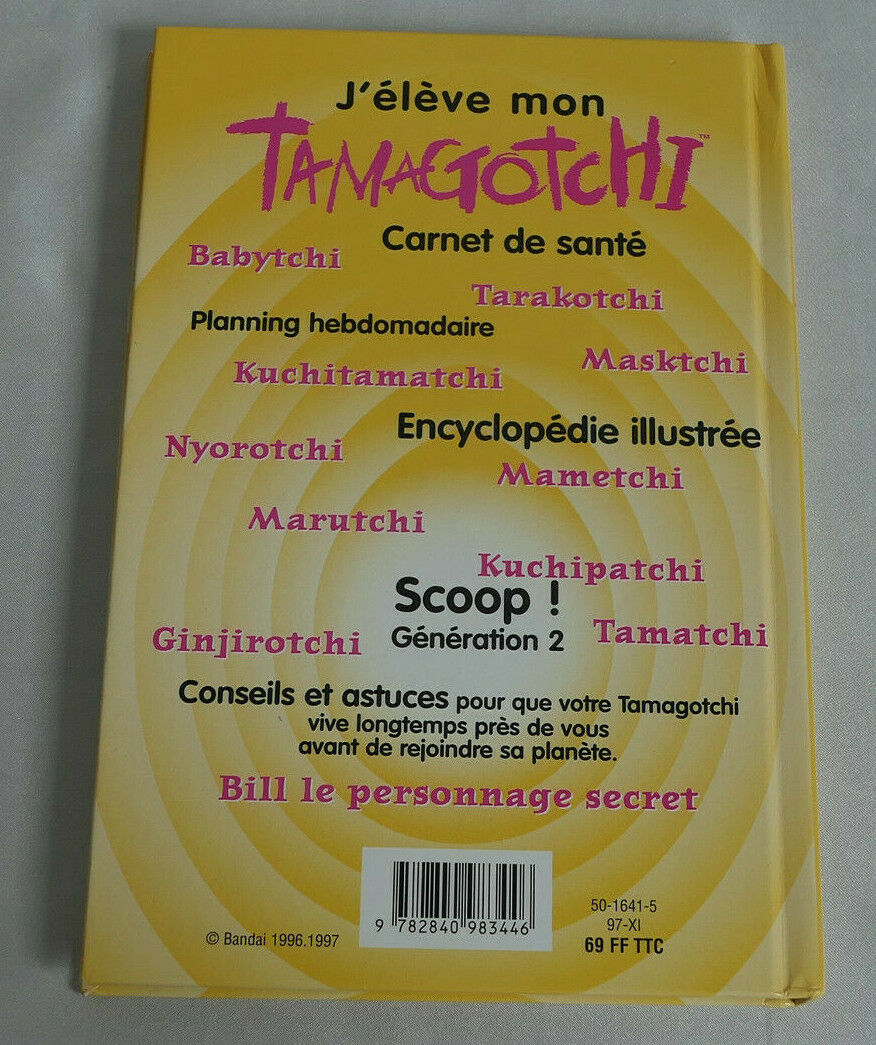 J'élève mon
TAMAGOTCHI™
Carnet de santé
Babytchi
Tarakotchi
Planning hebdomadaire
Masktchi
Kuchitamatchi
Encyclopédie illustrée
Nyorotchi
Mametchi
Marutchi
Kuchipatchi
Scoop !
Ginjirotchi
Génération 2
Tamatchi
Conseils et astuces pour que votre Tamagotchi
vive longtemps près de vous
avant de rejoindre sa planète.
Bill le personnage secret
9 782840 983446
50-1641-5
97-XI
69 FF TTC
© Bandai 1996.1997